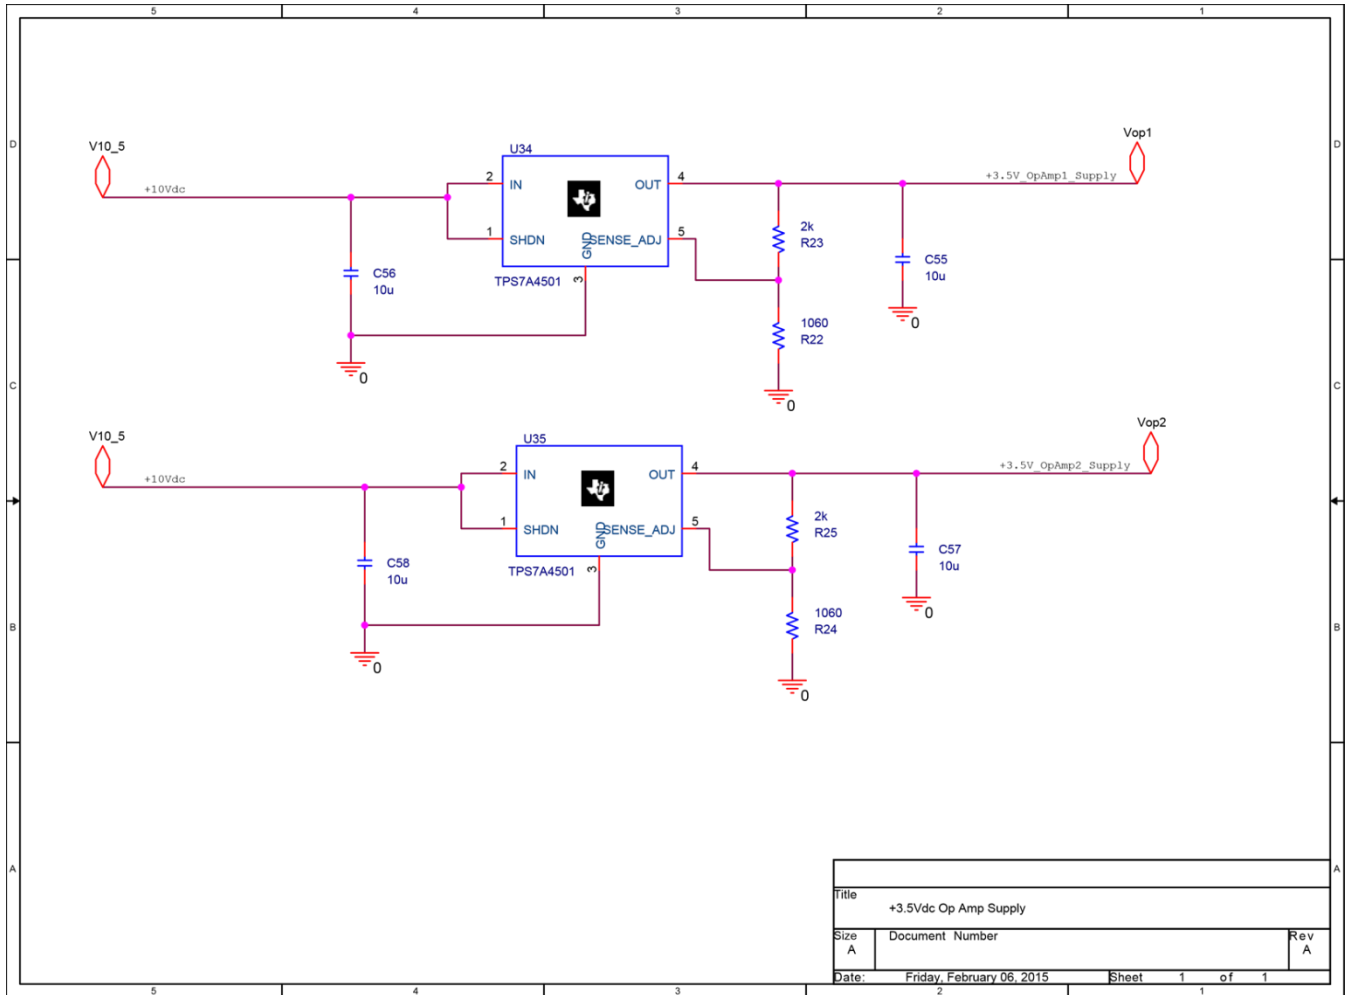 5 4 3 2 1
D D
C C
B B
A A
V10_5
+10Vdc
U34
2 IN
1 SHDN
OUT 4
SENSE_ADJ 5
GND
3
TPS7A4501
C56
10u
0
2k
R23
1060
R22
0
C55
10u
0
+3.5V_OpAmp1_Supply
Vop1
V10_5
+10Vdc
U35
2 IN
1 SHDN
OUT 4
SENSE_ADJ 5
GND
3
TPS7A4501
C58
10u
0
2k
R25
1060
R24
0
C57
10u
0
+3.5V_OpAmp2_Supply
Vop2
Title
+3.5Vdc Op Amp Supply
Size Document Number Rev
A A
Date: Friday, February 06, 2015 Sheet 1 of 1
5 4 3 2 1